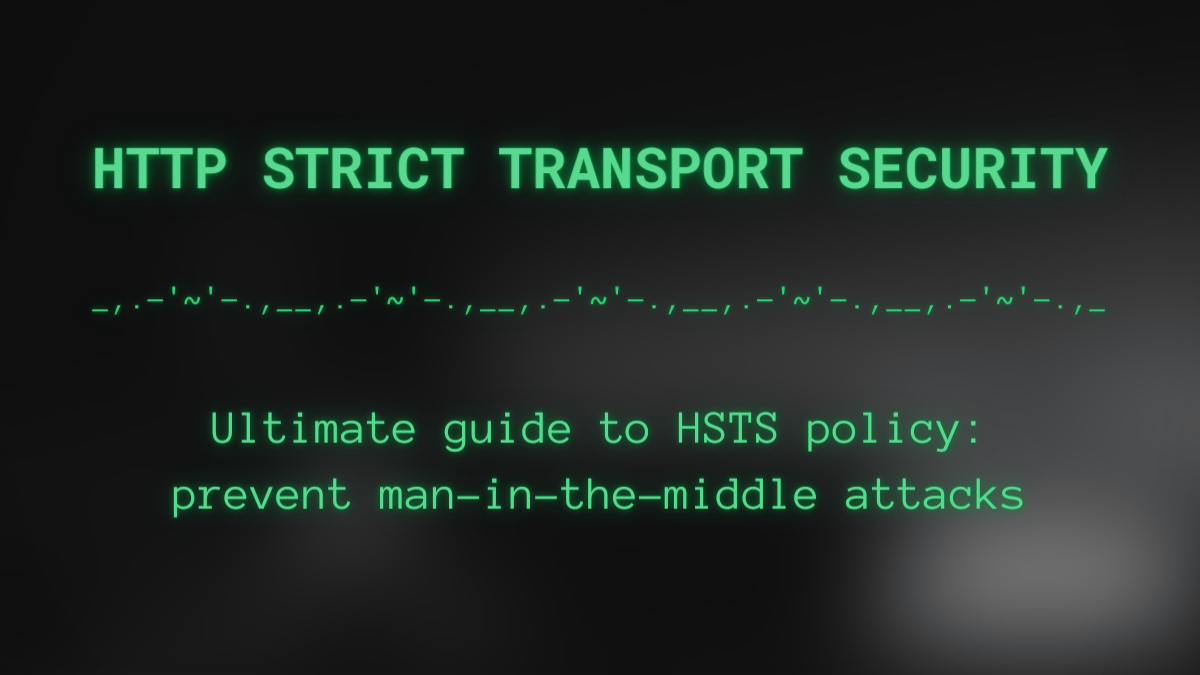 HTTP STRICT TRANSPORT SECURITY
_,.-'~'-.,__,.-'~'-.,__,.-'~'-.,__,.-'~'-.,__,.-'~'-.,_
Ultimate guide to HSTS policy:
prevent man-in-the-middle attacks